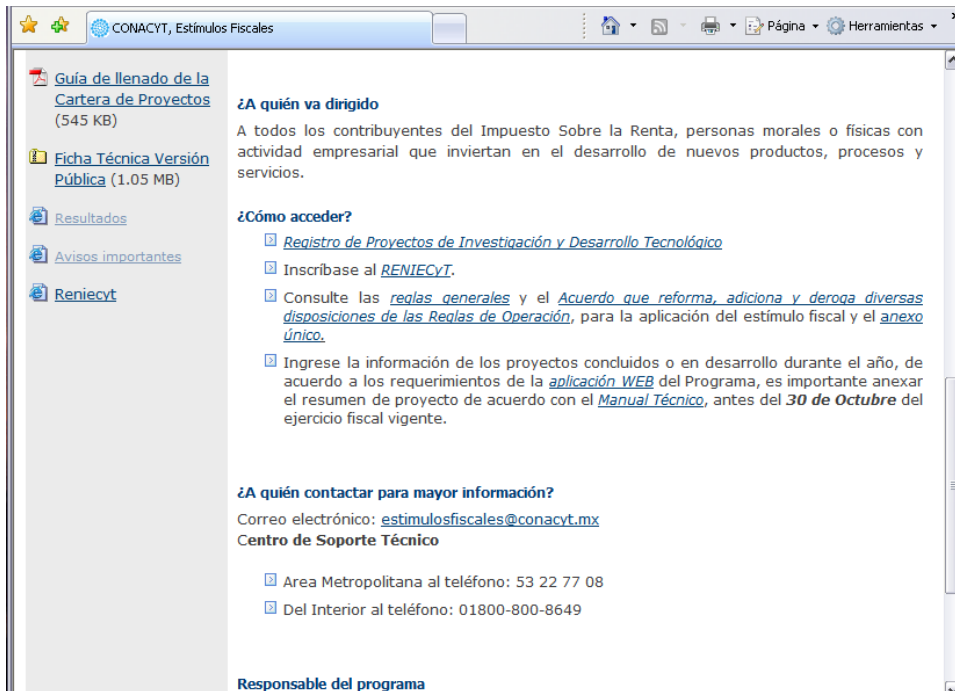 CONACYT, Estímulos Fiscales
Página
Herramientas
Guía de llenado de la
Cartera de Proyectos
(545 KB)
Ficha Técnica Versión
Pública (1.05 MB)
Resultados
Avisos importantes
Reniecyt
¿A quién va dirigido
A todos los contribuyentes del Impuesto Sobre la Renta, personas morales o físicas con
actividad empresarial que inviertan en el desarrollo de nuevos productos, procesos y
servicios.
¿Cómo acceder?
Registro de Proyectos de Investigación y Desarrollo Tecnológico
Inscríbase al RENIECyT.
Consulte las reglas generales y el Acuerdo que reforma, adiciona y deroga diversas
disposiciones de las Reglas de Operación, para la aplicación del estímulo fiscal y el anexo
único.
Ingrese la información de los proyectos concluidos o en desarrollo durante el año, de
acuerdo a los requerimientos de la aplicación WEB del Programa, es importante anexar
el resumen de proyecto de acuerdo con el Manual Técnico, antes del 30 de Octubre del
ejercicio fiscal vigente.
¿A quién contactar para mayor información?
Correo electrónico: estimulosfiscales@conacyt.mx
Centro de Soporte Técnico
Area Metropolitana al teléfono: 53 22 77 08
Del Interior al teléfono: 01800-800-8649
Responsable del programa